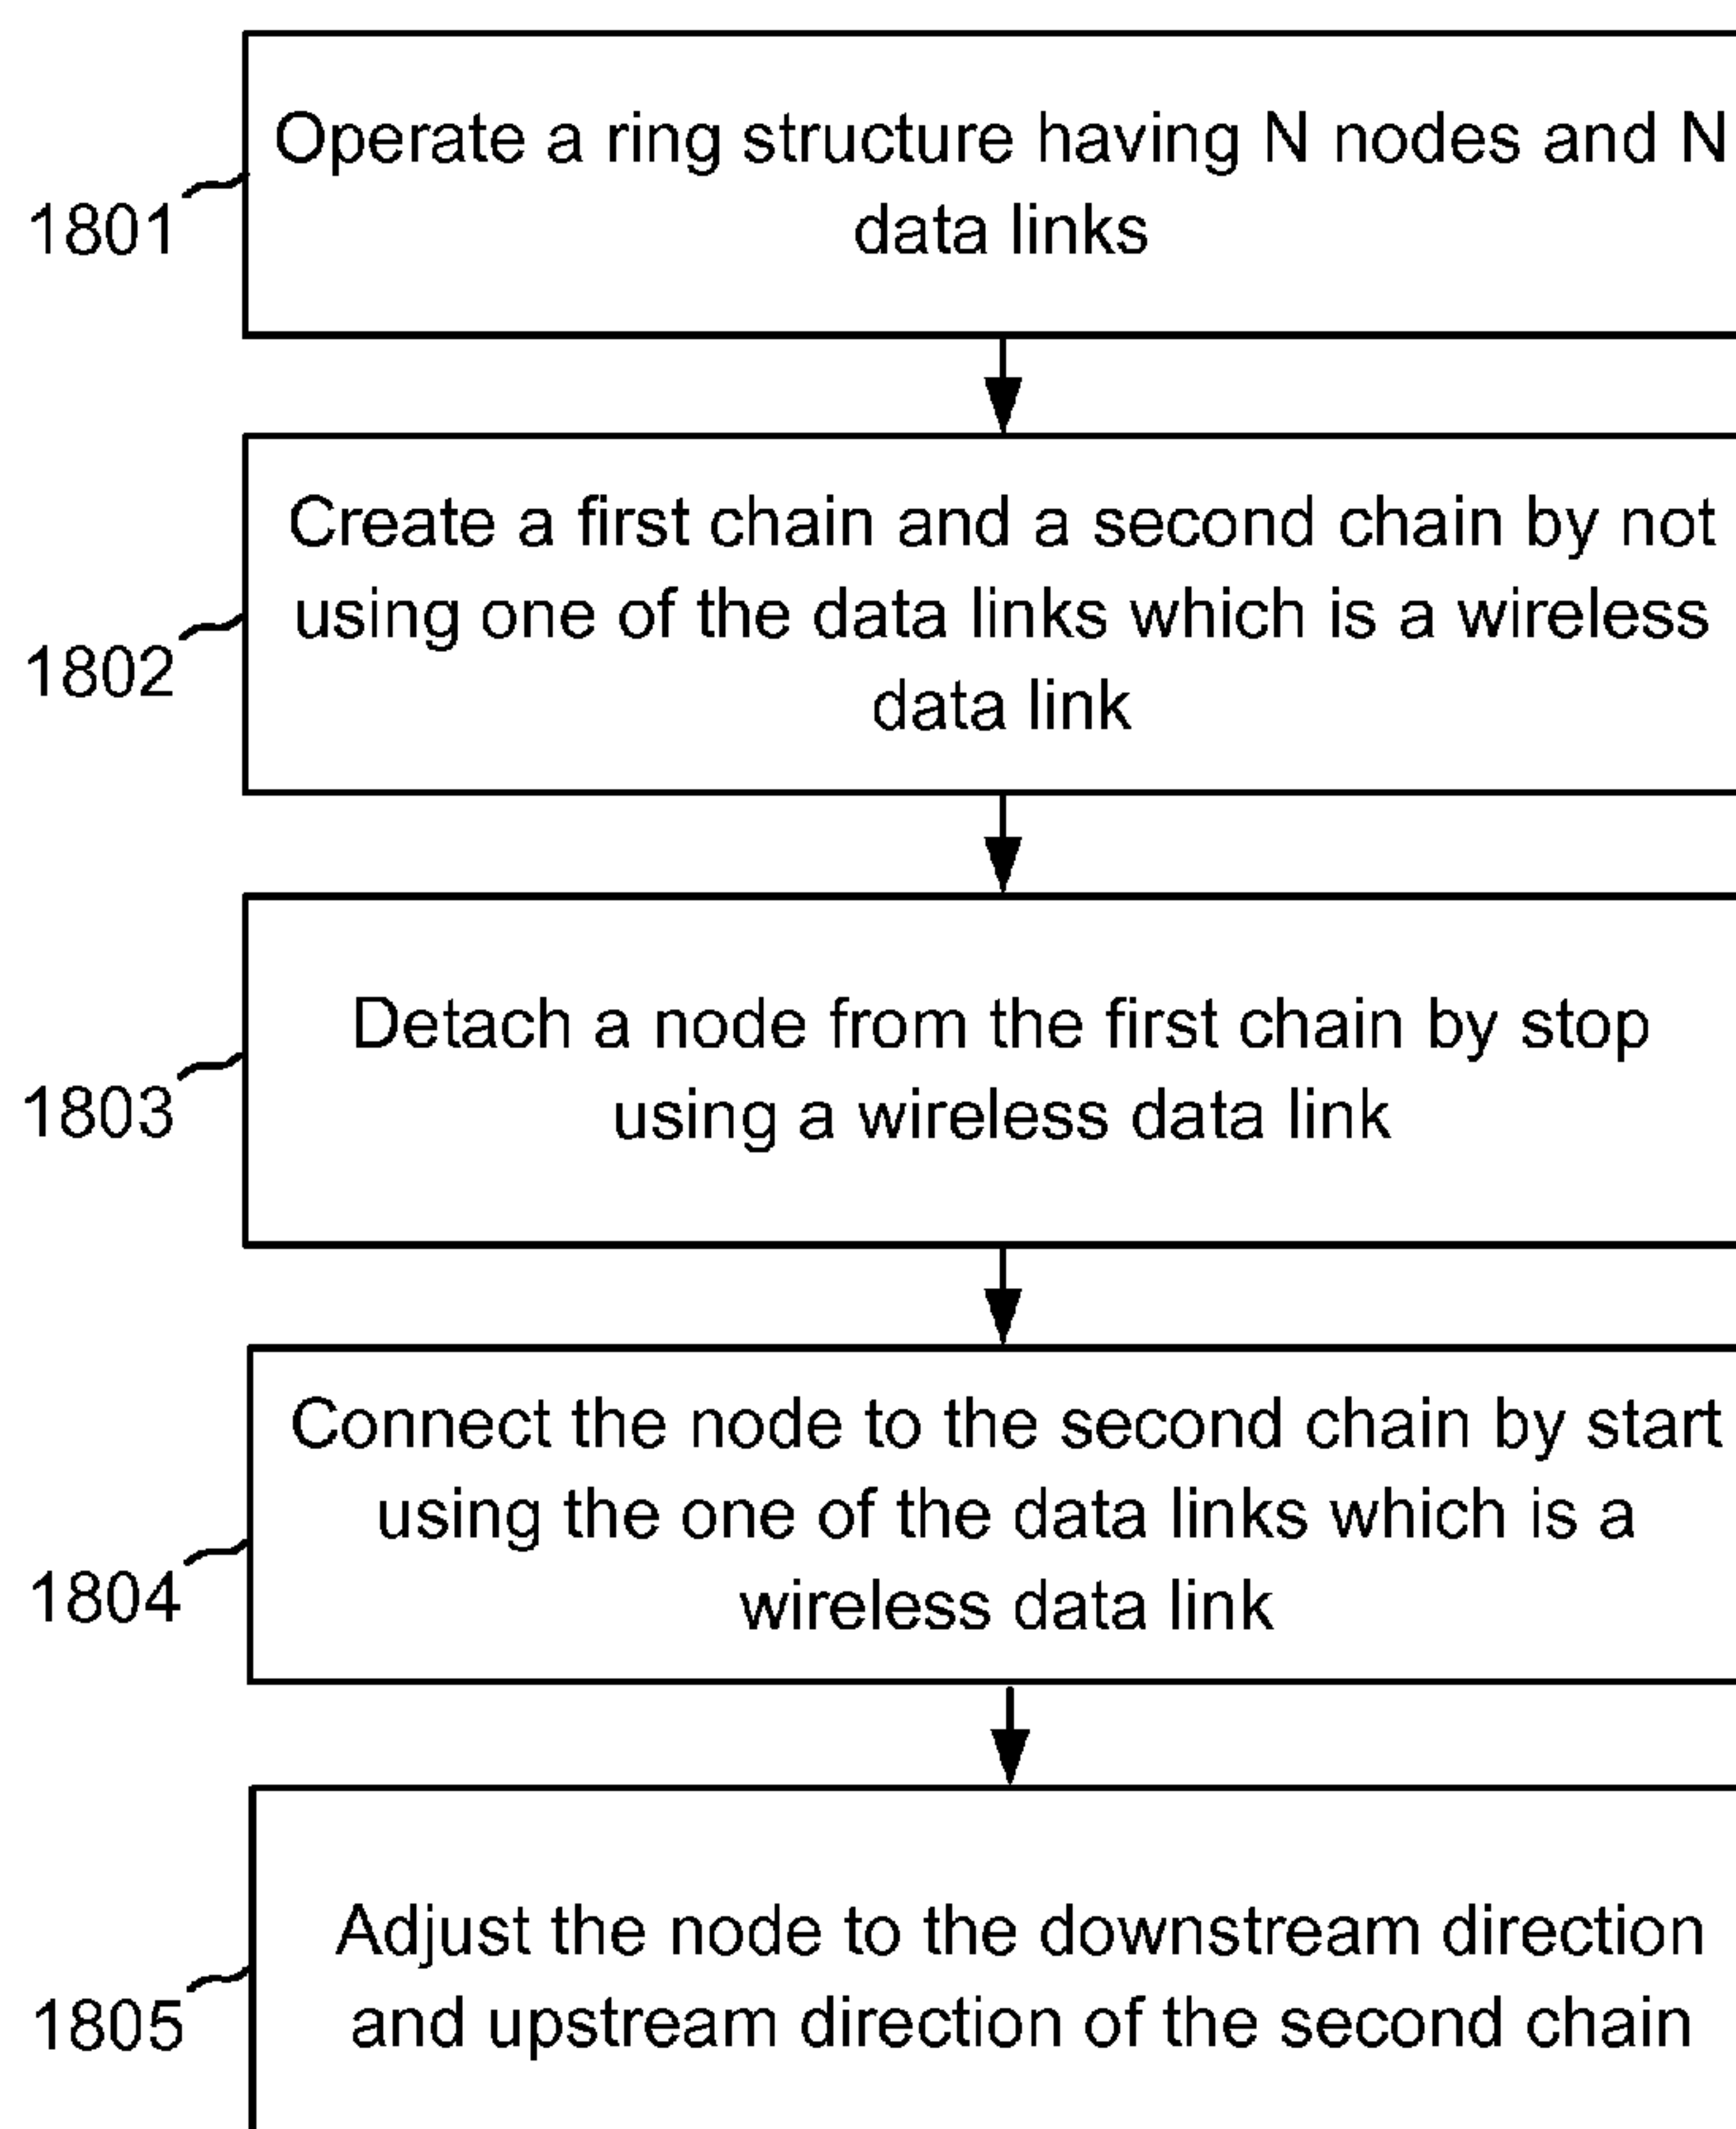 Operate a ring structure having N nodes and N
data links
1801
Create a first chain and a second chain by not
using one of the data links which is a wireless
data link
1802
Detach a node from the first chain by stop
using a wireless data link
1803
Connect the node to the second chain by start
using the one of the data links which is a
wireless data link
1804
Adjust the node to the downstream direction
and upstream direction of the second chain
1805